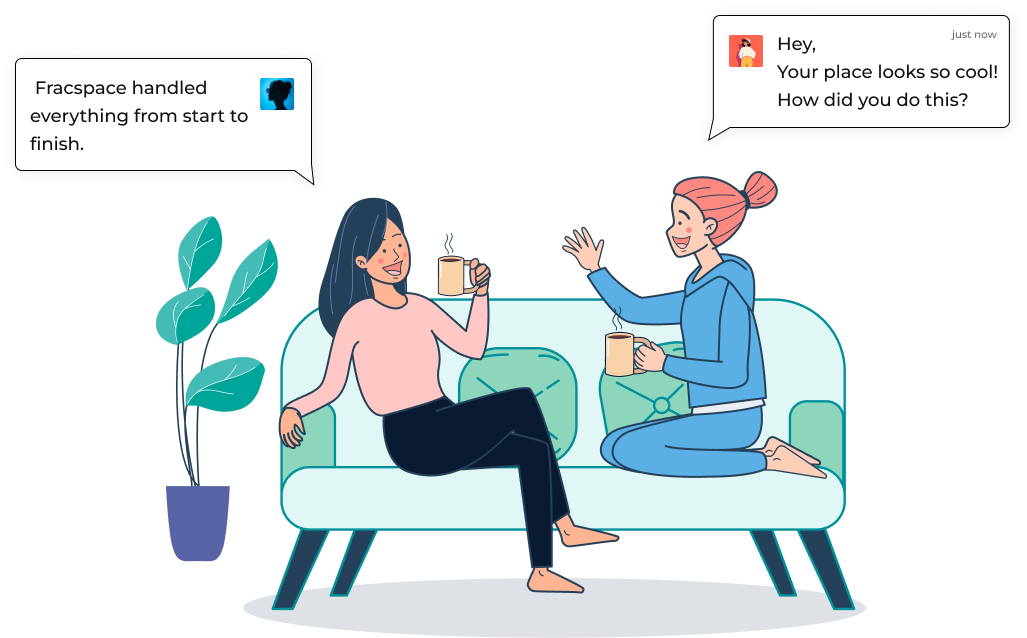 just now
Hey,
Your place looks so cool!
How did you do this?
Fracspace handled
everything from start to
finish.